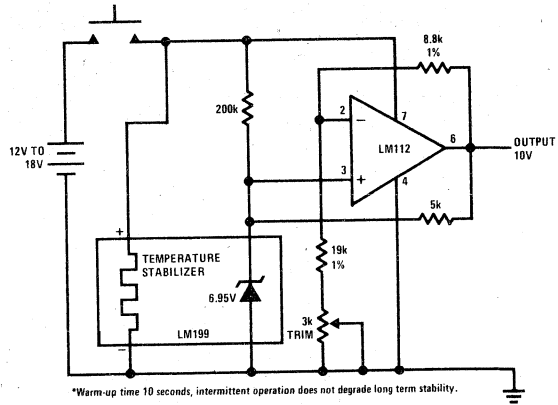 8.8k
1%
200k
2
7
LM112
6
OUTPUT
10V
12V TO
18V
3
4
5k
+
TEMPERATURE
STABILIZER
6.95V
LM199
−
19k
1%
3k
TRIM
*Warm-up time 10 seconds, intermittent operation does not degrade long term stability.